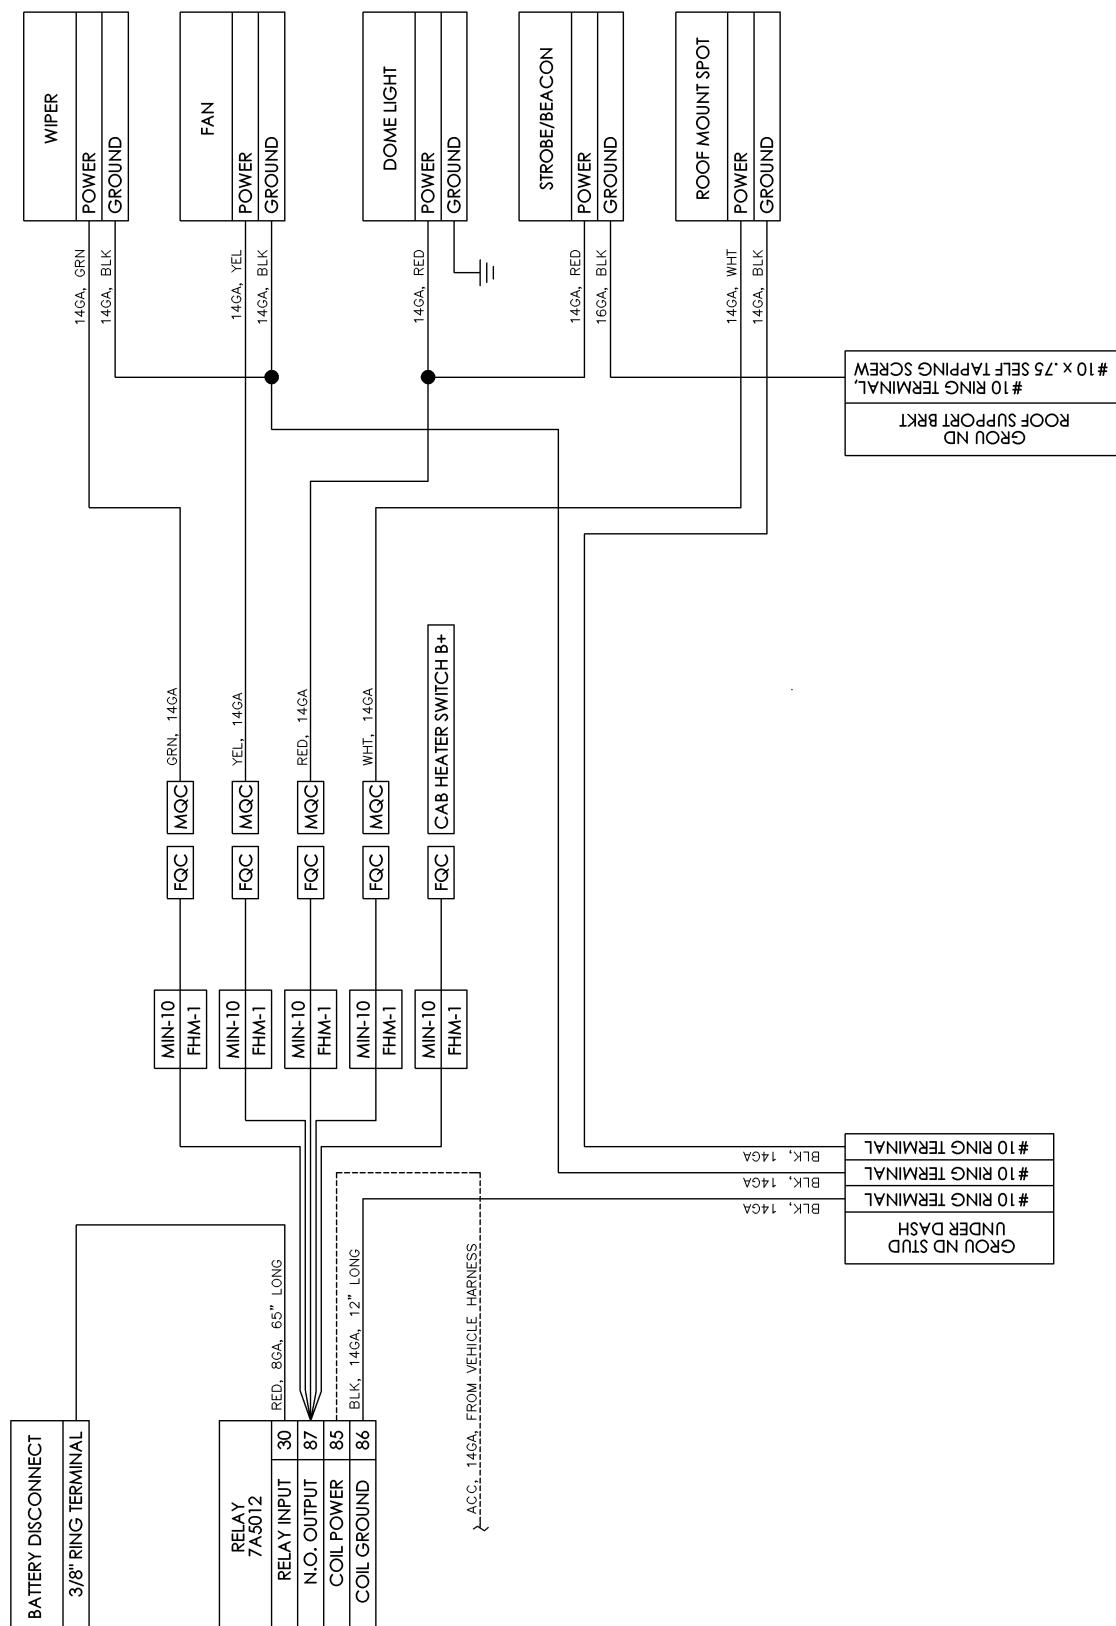 WIPER
POWER
GROUND
FAN
POWER
GROUND
DOME LIGHT
POWER
GROUND
STROBE/BEACON
POWER
GROUND
ROOF MOUNT SPOT
POWER
GROUND
14GA, GRN
14GA, BLK
14GA, YEL
14GA, BLK
14GA, RED
14GA, RED
16GA, BLK
14GA, WHT
14GA, BLK
#10 RING TERMINAL,
#10 x .75 SELF TAPPING SCREW
GROU ND
ROOF SUPPORT BRKT
GRN, 14GA
YEL, 14GA
RED, 14GA
WHT, 14GA
MQC
MQC
MQC
MQC
CAB HEATER SWITCH B+
FQC
FQC
FQC
FQC
FQC
MIN-10
FHM-1
MIN-10
FHM-1
MIN-10
FHM-1
MIN-10
FHM-1
MIN-10
FHM-1
BLK, 14GA
BLK, 14GA
BLK, 14GA
#10 RING TERMINAL
#10 RING TERMINAL
#10 RING TERMINAL
GROU ND STUD
UNDER DASH
RED, 8GA, 65" LONG
BLK, 14GA, 12" LONG
ACC, 14GA, FROM VEHICLE HARNESS
BATTERY DISCONNECT
3/8" RING TERMINAL
RELAY
7A5012
RELAY INPUT 30
N.O. OUTPUT 87
COIL POWER 85
COIL GROUND 86